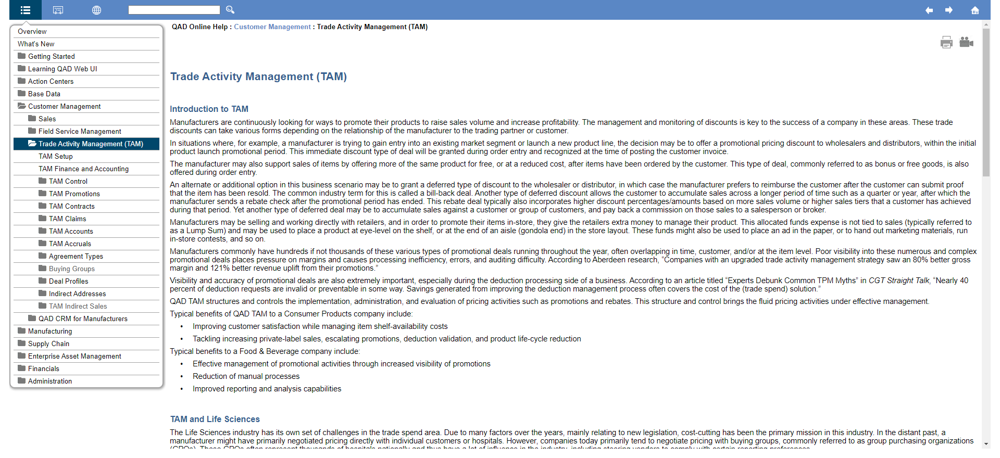 Overview
What's New
Getting Started
Learning QAD Web UI
Action Centers
Base Data
Customer Management
Sales
Field Service Management
Trade Activity Management (TAM)
TAM Setup
TAM Finance and Accounting
TAM Control
TAM Promotions
TAM Contracts
TAM Claims
TAM Accounts
TAM Accruals
Agreement Types
Buying Groups
Deal Profiles
Indirect Addresses
TAM Indirect Sales
QAD CRM for Manufacturers
Manufacturing
Supply Chain
Enterprise Asset Management
Financials
Administration
QAD Online Help : Customer Management : Trade Activity Management (TAM)
Trade Activity Management (TAM)
Introduction to TAM
Manufacturers are continuously looking for ways to promote their products to raise sales volume and increase profitability. The management and monitoring of discounts is key to the success of a company in these areas. These trade
discounts can take various forms depending on the relationship of the manufacturer to the trading partner or customer.
In situations where, for example, a manufacturer is trying to gain entry into an existing market segment or launch a new product line, the decision may be to offer a promotional pricing discount to wholesalers and distributors, within the initial
product launch promotional period. This immediate discount type of deal will be granted during order entry and recognized at the time of posting the customer invoice.
The manufacturer may also support sales of items by offering more of the same product for free, or at a reduced cost, after items have been ordered by the customer. This type of deal, commonly referred to as bonus or free goods, is also
offered during order entry.
An alternate or additional option in this business scenario may be to grant a deferred type of discount to the wholesaler or distributor, in which case the manufacturer prefers to reimburse the customer after the customer can submit proof
that the item has been resold. The common industry term for this is called a bill-back deal. Another type of deferred discount allows the customer to accumulate sales across a longer period of time such as a quarter or year, after which the
manufacturer sends a rebate check after the promotional period has ended. This rebate deal typically also incorporates higher discount percentages/amounts based on more sales volume or higher sales tiers that a customer has achieved
during that period. Yet another type of deferred deal may be to accumulate sales against a customer or group of customers, and pay back a commission on those sales to a salesperson or broker.
Manufacturers may be selling and working directly with retailers, and in order to promote their items in-store, they give the retailers extra money to manage their product. This allocated funds expense is not tied to sales (typically referred to
as a Lump Sum) and may be used to place a product at eye-level on the shelf, or at the end of an aisle (gondola end) in the store layout. These funds might also be used to place an ad in the paper, or to hand out marketing materials, run
in-store contests, and so on.
Manufacturers commonly have hundreds if not thousands of these various types of promotional deals running throughout the year, often overlapping in time, customer, and/or at the item level. Poor visibility into these numerous and complex
promotional deals places pressure on margins and causes processing inefficiency, errors, and auditing difficulty. According to Aberdeen research, “Companies with an upgraded trade activity management strategy saw an 80% better gross
margin and 121% better revenue uplift from their promotions.”
Visibility and accuracy of promotional deals are also extremely important, especially during the deduction processing side of a business. According to an article titled “Experts Debunk Common TPM Myths” in CGT Straight Talk, “Nearly 40
percent of deduction requests are invalid or preventable in some way. Savings generated from improving the deduction management process often covers the cost of the (trade spend) solution.”
QAD TAM structures and controls the implementation, administration, and evaluation of pricing activities such as promotions and rebates. This structure and control brings the fluid pricing activities under effective management.
Typical benefits of QAD TAM to a Consumer Products company include:
• Improving customer satisfaction while managing item shelf-availability costs
• Tackling increasing private-label sales, escalating promotions, deduction validation, and product life-cycle reduction
Typical benefits to a Food & Beverage company include:
• Effective management of promotional activities through increased visibility of promotions
• Reduction of manual processes
• Improved reporting and analysis capabilities
TAM and Life Sciences
The Life Sciences industry has its own set of challenges in the trade spend area. Due to many factors over the years, mainly relating to new legislation, cost-cutting has been the primary mission in this industry. In the distant past, a
manufacturer might have primarily negotiated pricing directly with individual customers or hospitals. However, companies today primarily tend to negotiate pricing with buying groups, commonly referred to as group purchasing organizations
(GPOs). These GPOs often represent thousands of hospitals nationally and thus have a lot of influence in the industry, including steering vendors to comply with certain reporting preferences.